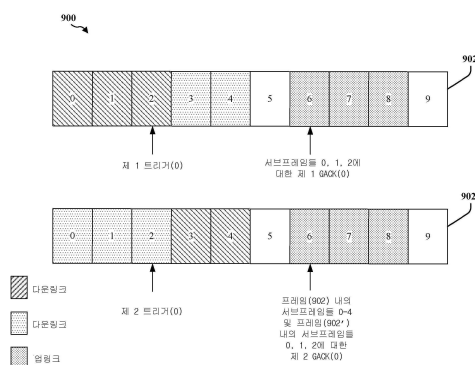 900
902
0 1 2 3 4 5 6 7 8 9
제 1 트리거(0)
서브프레임들 0, 1, 2에
대한 제 1 GACK(0)
902
0 1 2 3 4 5 6 7 8 9
제 2 트리거(0)
프레임(902) 내의
서브프레임들 0-4
및 프레임(902')
내의 서브프레임들
0, 1, 2에 대한
제 2 GACK(0)
다운링크
다운링크
업링크